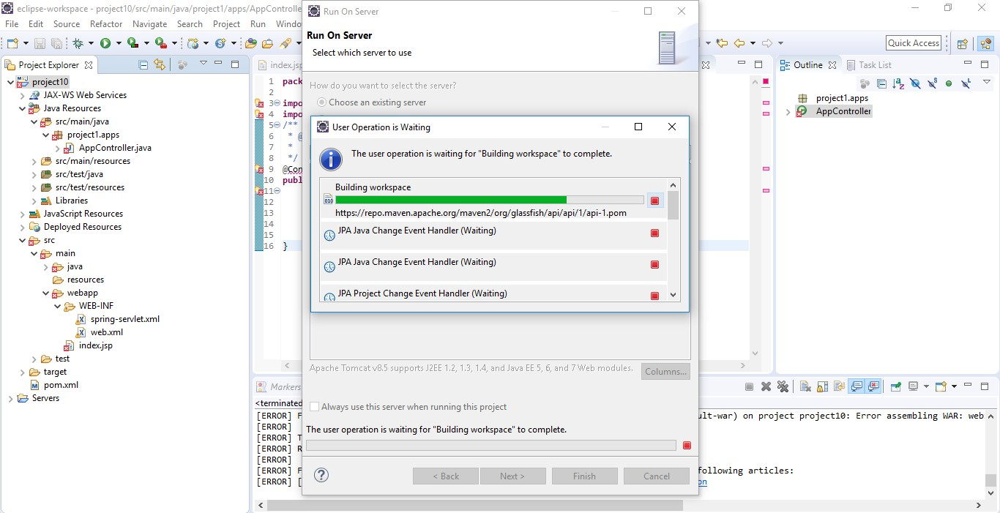 eclipse-workspace - project10/src/main/java/project1/apps/AppControlle
File Edit Source Refactor Navigate Search Project Run Windo
Quick Access
Project Explorer
project10
JAX-WS Web Services
Java Resources
src/main/java
project1.apps
AppController.java
src/main/resources
src/test/java
src/test/resources
Libraries
JavaScript Resources
Deployed Resources
src
main
java
resources
webapp
WEB-INF
spring-servlet.xml
web.xml
index.jsp
test
target
pom.xml
Servers
index.jsp
1 pack
2
3 impo
4 impo
5 /**
6 * @
7 *
8 */
9 @Con
10 publ
11
12
13
14
15
16 }
Run On Server
Run On Server
Select which server to use
How do you want to select the server?
Choose an existing server
User Operation is Waiting
The user operation is waiting for "Building workspace" to complete.
Building workspace
010
https://repo.maven.apache.org/maven2/org/glassfish/api/api/1/api-1.pom
JPA Java Change Event Handler (Waiting)
JPA Java Change Event Handler (Waiting)
JPA Project Change Event Handler (Waiting)
Apache Tomcat v8.5 supports J2EE 1.2, 1.3, 1.4, and Java EE 5, 6, and 7 Web modules.
Columns...
Always use this server when running this project
The user operation is waiting for "Building workspace" to complete.
< Back Next > Finish Cancel
Outline Task List
project1.apps
AppController
Markers
<terminated
[ERROR] F ult-war) on project project10: Error assembling WAR: web
[ERROR]
[ERROR] T
[ERROR] R
[ERROR]
[ERROR] F following articles:
[ERROR] [ on